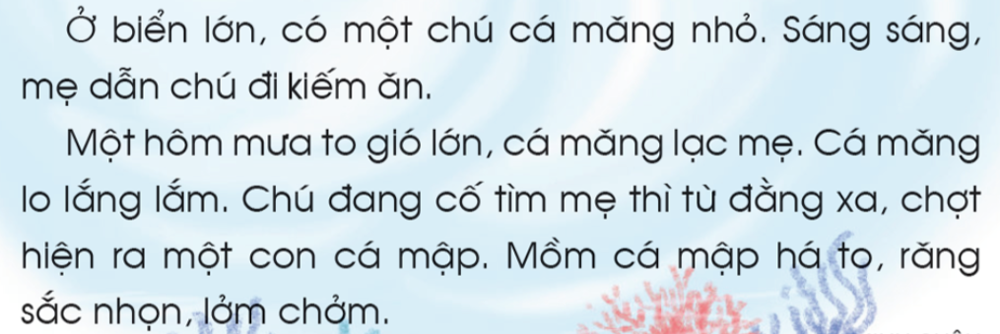 Ở biển lớn, có một chú cá măng nhỏ. Sáng sáng,
mẹ dẫn chú đi kiếm ăn.
Một hôm mưa to gió lớn, cá măng lạc mẹ. Cá măng
lo lắng lắm. Chú đang cố tìm mẹ thì từ đằng xa, chợt
hiện ra một con cá mập. Mồm cá mập há to, răng
sắc nhọn, lởm chởm.